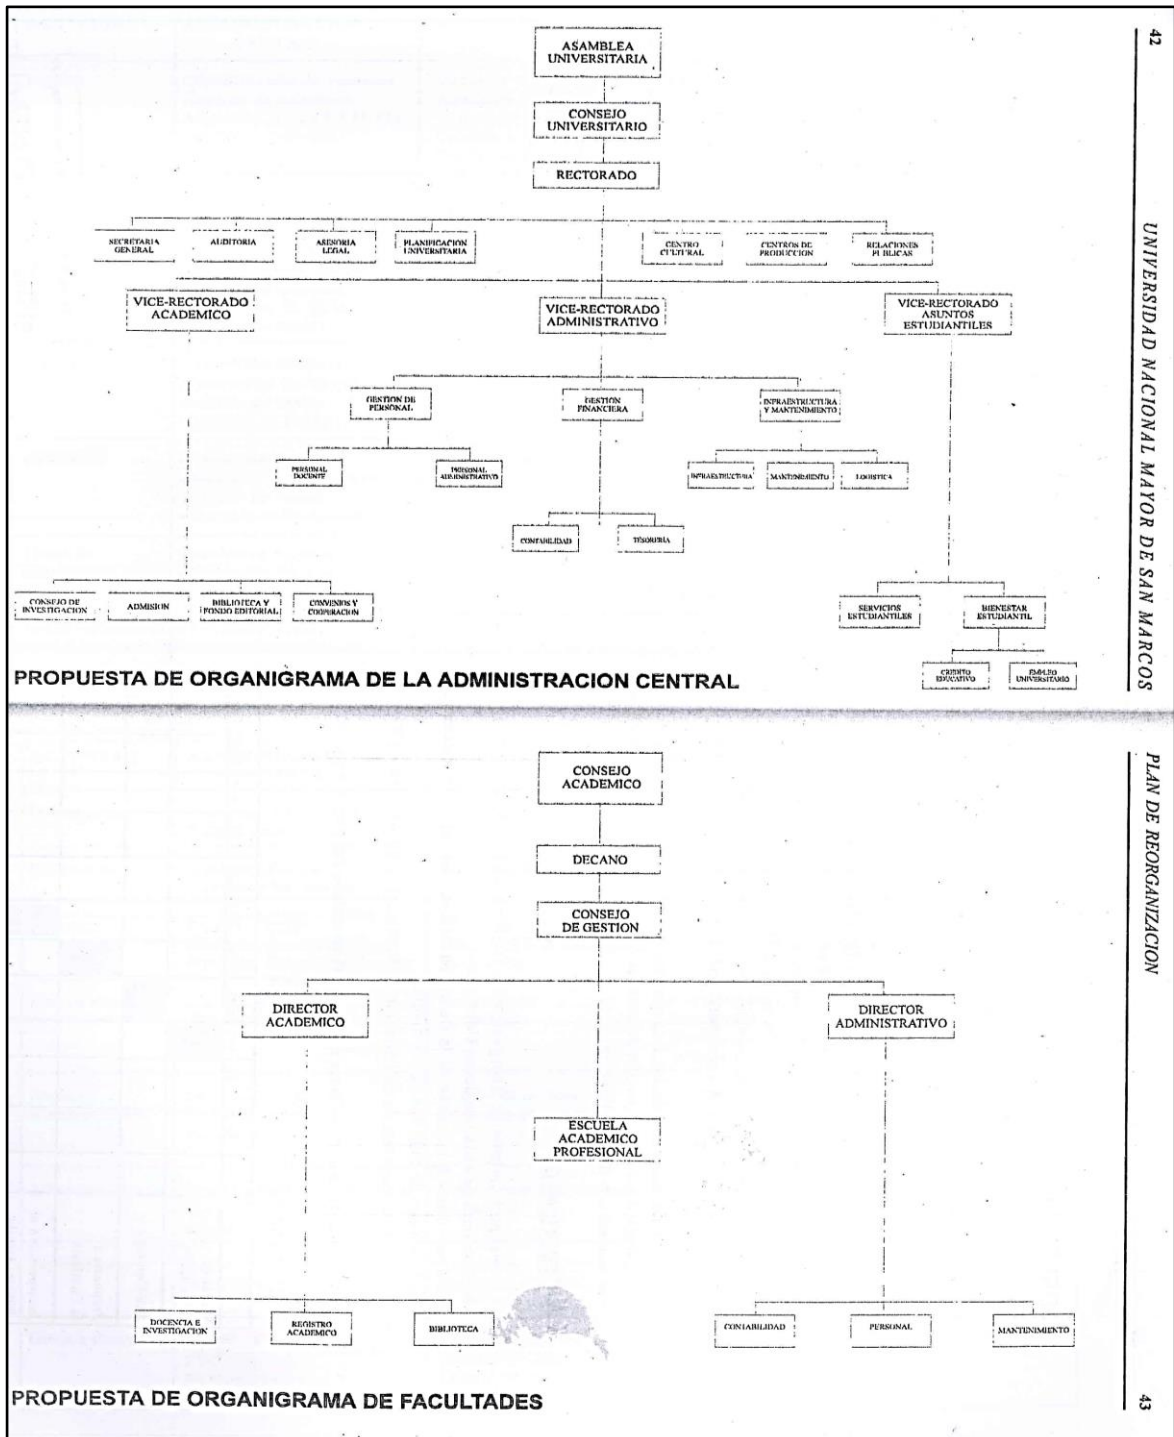 42
UNIVERSIDAD NACIONAL MAYOR DE SAN MARCOS
ASAMBLEA
UNIVERSITARIA
CONSEJO
UNIVERSITARIO
RECTORADO
SECRETARIA
GENERAL
AUDITORIA
ASESORIA
LEGAL
PLANIFICACION
UNIVERSITARIA
CENTRO
CULTURAL
CENTROS DE
PRODUCCION
RELACIONES
PUBLICAS
VICE-RECTORADO
ACADEMICO
VICE-RECTORADO
ADMINISTRATIVO
VICE-RECTORADO
ASUNTOS
ESTUDIANTILES
GESTION DE
PERSONAL
GESTION
FINANCIERA
INFRAESTRUCTURA
Y MANTENIMIENTO
PERSONAL
DOCENTE
PERSONAL
ADMINISTRATIVO
INFRAESTRUCTURA
MANTENIMIENTO
LOGISTICA
CONTABILIDAD
TESORERIA
CONSEJO DE
INVESTIGACION
ADMISION
BIBLIOTECA Y
FONDO EDITORIAL
CONVENIOS Y
COOPERACION
SERVICIOS
ESTUDIANTILES
BIENESTAR
ESTUDIANTIL
CREDITO
EDUCATIVO
EMPLEO
UNIVERSITARIO
PROPUESTA DE ORGANIGRAMA DE LA ADMINISTRACION CENTRAL
PLAN DE REORGANIZACION
CONSEJO
ACADEMICO
DECANO
CONSEJO
DE GESTION
DIRECTOR
ACADEMICO
DIRECTOR
ADMINISTRATIVO
ESCUELA
ACADEMICO
PROFESIONAL
DOCENCIA E
INVESTIGACION
REGISTRO
ACADEMICO
BIBLIOTECA
CONTABILIDAD
PERSONAL
MANTENIMIENTO
PROPUESTA DE ORGANIGRAMA DE FACULTADES
43